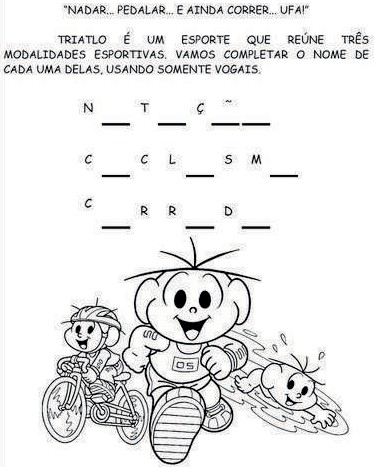 "NADAR... PEDALAR... E AINDA CORRER... UFA!"
TRIATLO É UM ESPORTE QUE REÚNE TRÊS
MODALIDADES ESPORTIVAS. VAMOS COMPLETAR O NOME DE
CADA UMA DELAS, USANDO SOMENTE VOGAIS.
N ___ T ___ Ç ~___ ___
C ___ C L ___ S M ___
C ___ R R ___ D ___
05